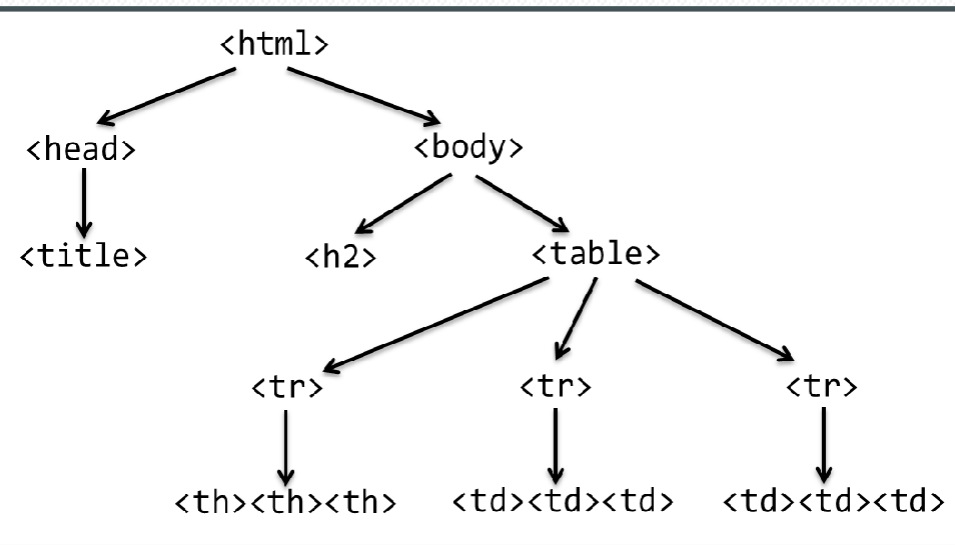 <html>
<head> <body>
<title> <h2> <table>
<tr> <tr> <tr>
<th><th><th> <td><td><td> <td><td><td>